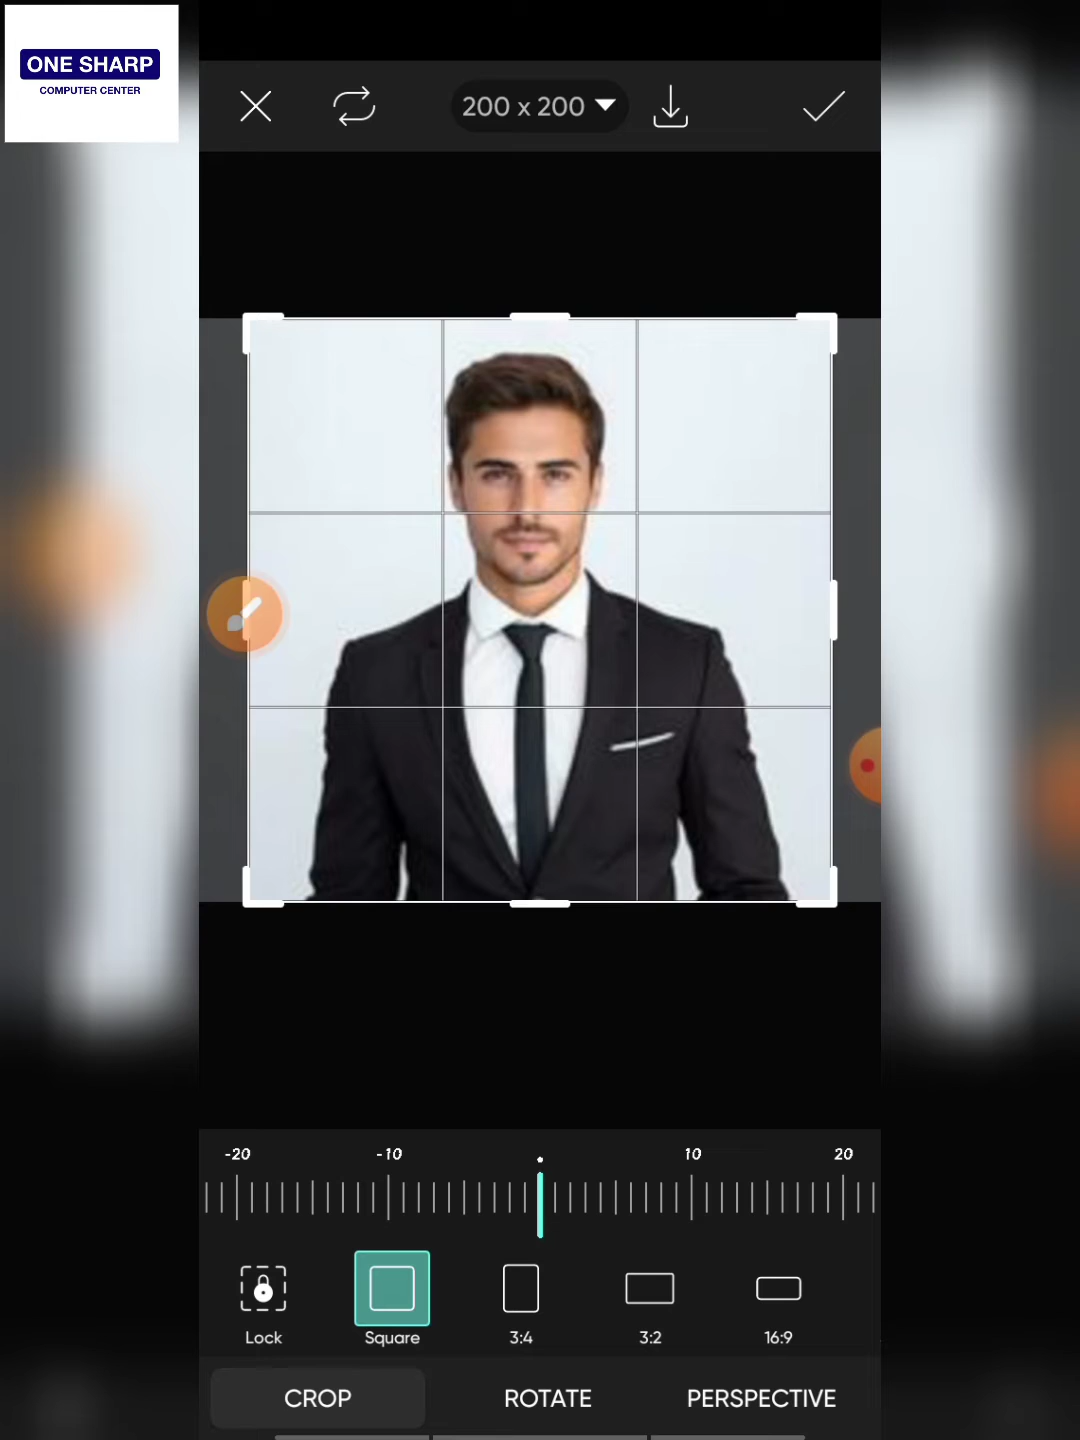 ONE SHARP
COMPUTER CENTER
200 x 200
-20 -10 10 20
Lock Square 3:4 3:2 16:9
CROP ROTATE PERSPECTIVE